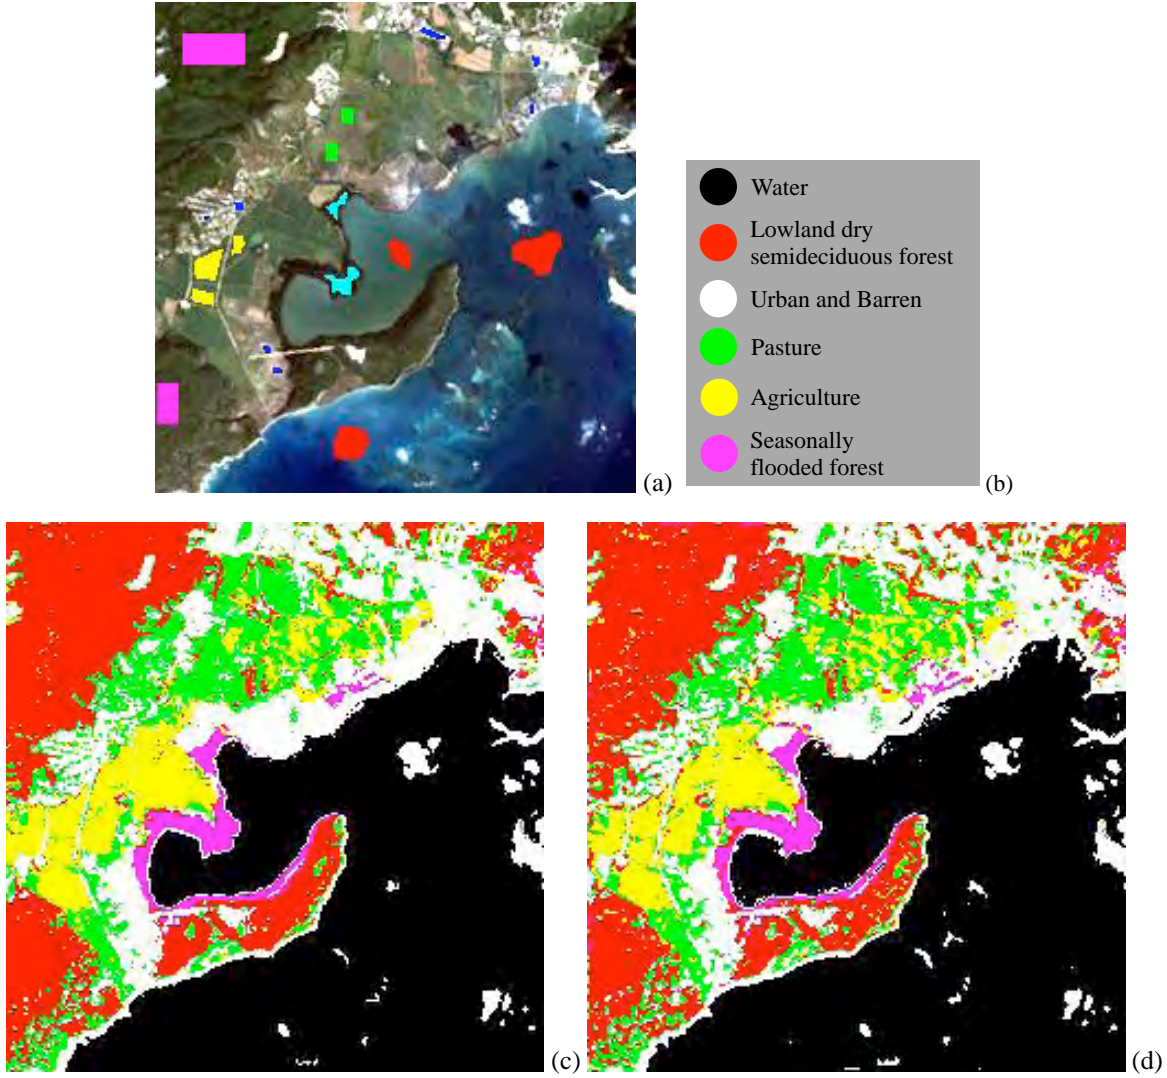 Water
Lowland dry
semideciduous forest
Urban and Barren
Pasture
Agriculture
Seasonally
flooded forest
(a)
(b)
(c)
(d)